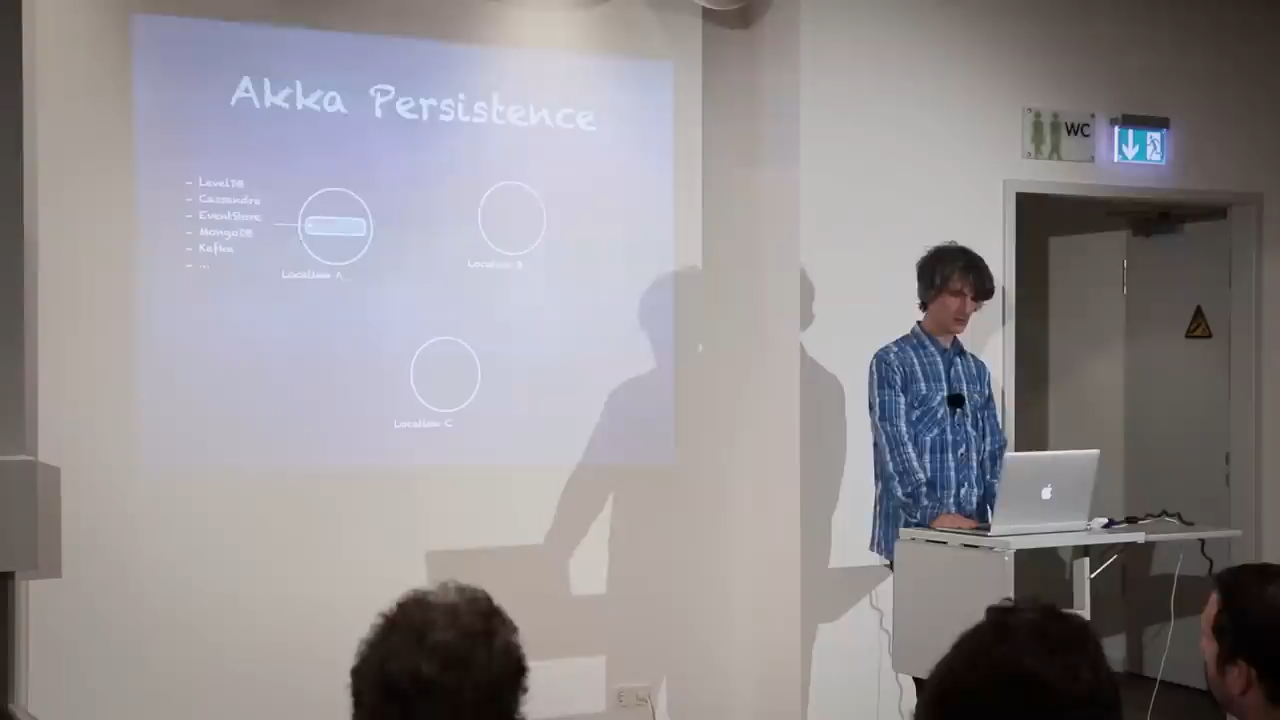 Akka Persistence
- LevelDB
- Cassandra
- EventStore
- MongoDB
- Kafka
- ...
Location A
Location B
Location C
WC